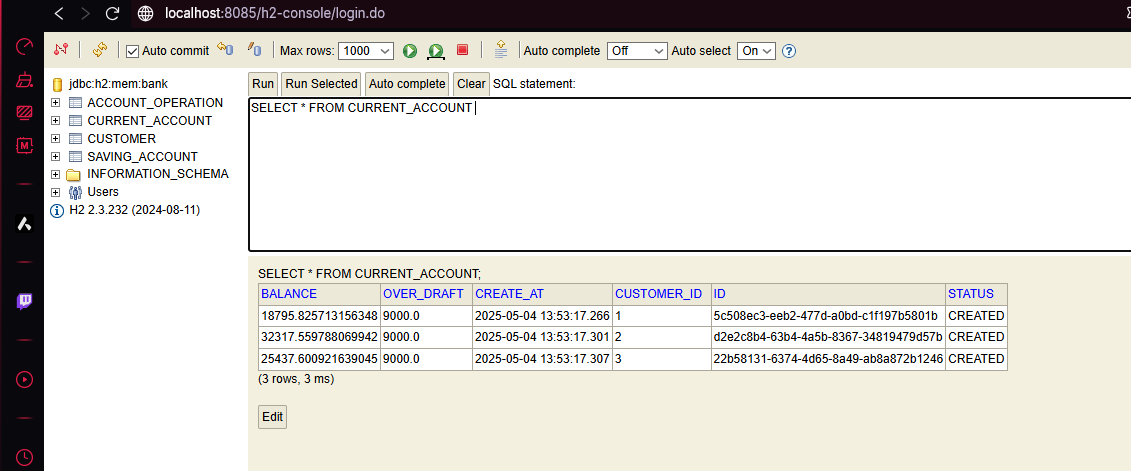 localhost:8085/h2-console/login.do
Auto commit Max rows: 1000 Auto complete Off Auto select On ?
jdbc:h2:mem:bank
ACCOUNT_OPERATION
CURRENT_ACCOUNT
CUSTOMER
SAVING_ACCOUNT
INFORMATION_SCHEMA
Users
H2 2.3.232 (2024-08-11)
Run Run Selected Auto complete Clear SQL statement:
SELECT * FROM CURRENT_ACCOUNT
SELECT * FROM CURRENT_ACCOUNT;
BALANCE OVER_DRAFT CREATE_AT CUSTOMER_ID ID STATUS
18795.825713156348 9000.0 2025-05-04 13:53:17.266 1 5c508ec3-eeb2-477d-a0bd-c1f197b5801b CREATED
32317.559788069942 9000.0 2025-05-04 13:53:17.301 2 d2e2c8b4-63b4-4a5b-8367-34819479d57b CREATED
25437.600921639045 9000.0 2025-05-04 13:53:17.307 3 22b58131-6374-4d65-8a49-ab8a872b1246 CREATED
(3 rows, 3 ms)
Edit